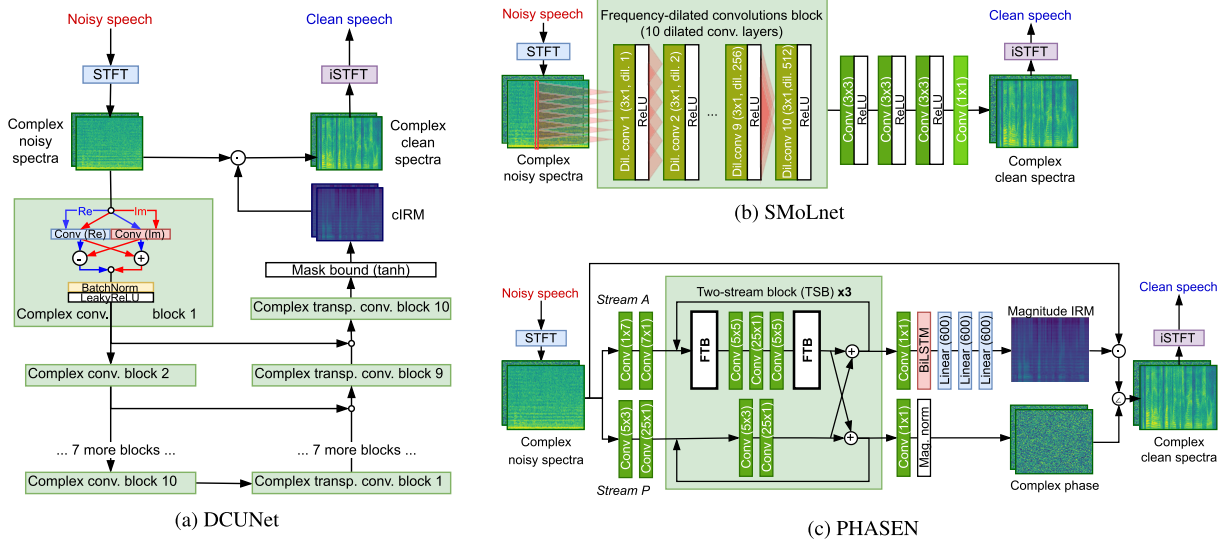 Noisy speech
Clean speech
STFT
iSTFT
Complex
noisy
spectra
Complex
clean
spectra
Re
Im
Conv (Re)
Conv (Im)
-
+
BatchNorm
LeakyReLU
Complex conv. block 1
cIRM
Mask bound (tanh)
Complex transp. conv. block 10
Complex conv. block 2
Complex transp. conv. block 9
... 7 more blocks ...
... 7 more blocks ...
Complex conv. block 10
Complex transp. conv. block 1
(a) DCUNet
Noisy speech
STFT
Complex
noisy spectra
Frequency-dilated convolutions block
(10 dilated conv. layers)
Dil. conv 1 (3x1, dil. 1)
ReLU
Dil. conv 2 (3x1, dil. 2)
ReLU
...
Dil.conv 9 (3x1, dil. 256)
ReLU
Dil.conv 10 (3x1,dil. 512)
ReLU
Conv (3x3)
ReLU
Conv (3x3)
ReLU
Conv (3x3)
ReLU
Conv (1x1)
Clean speech
iSTFT
Complex
clean spectra
(b) SMoLnet
Noisy speech
STFT
Complex
noisy spectra
Stream A
Conv (1x7)
Conv (7x1)
Two-stream block (TSB) x3
FTB
Conv (5x5)
Conv (25x1)
Conv (5x5)
FTB
+
Conv (1x1)
BiLSTM
Linear (600)
Linear (600)
Linear (600)
Magnitude IRM
Conv (5x3)
Conv (25x1)
Stream P
Conv (5x3)
Conv (25x1)
+
Conv (1x1)
Mag. norm
Complex phase
∠
Clean speech
iSTFT
Complex
clean spectra
(c) PHASEN